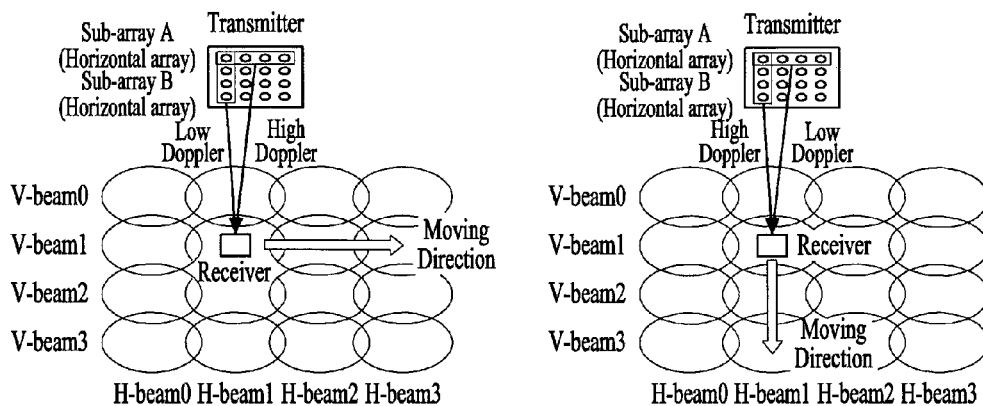 Sub-array A
(Horizontal array)
Sub-array B
(Horizontal array)
Transmitter
Low
Doppler
High
Doppler
V-beam0
V-beam1
V-beam2
V-beam3
Receiver
Moving
Direction
H-beam0 H-beam1 H-beam2 H-beam3
Sub-array A
(Horizontal array)
Sub-array B
(Horizontal array)
Transmitter
High
Doppler
Low
Doppler
V-beam0
V-beam1
V-beam2
V-beam3
Receiver
Moving
Direction
H-beam0 H-beam1 H-beam2 H-beam3